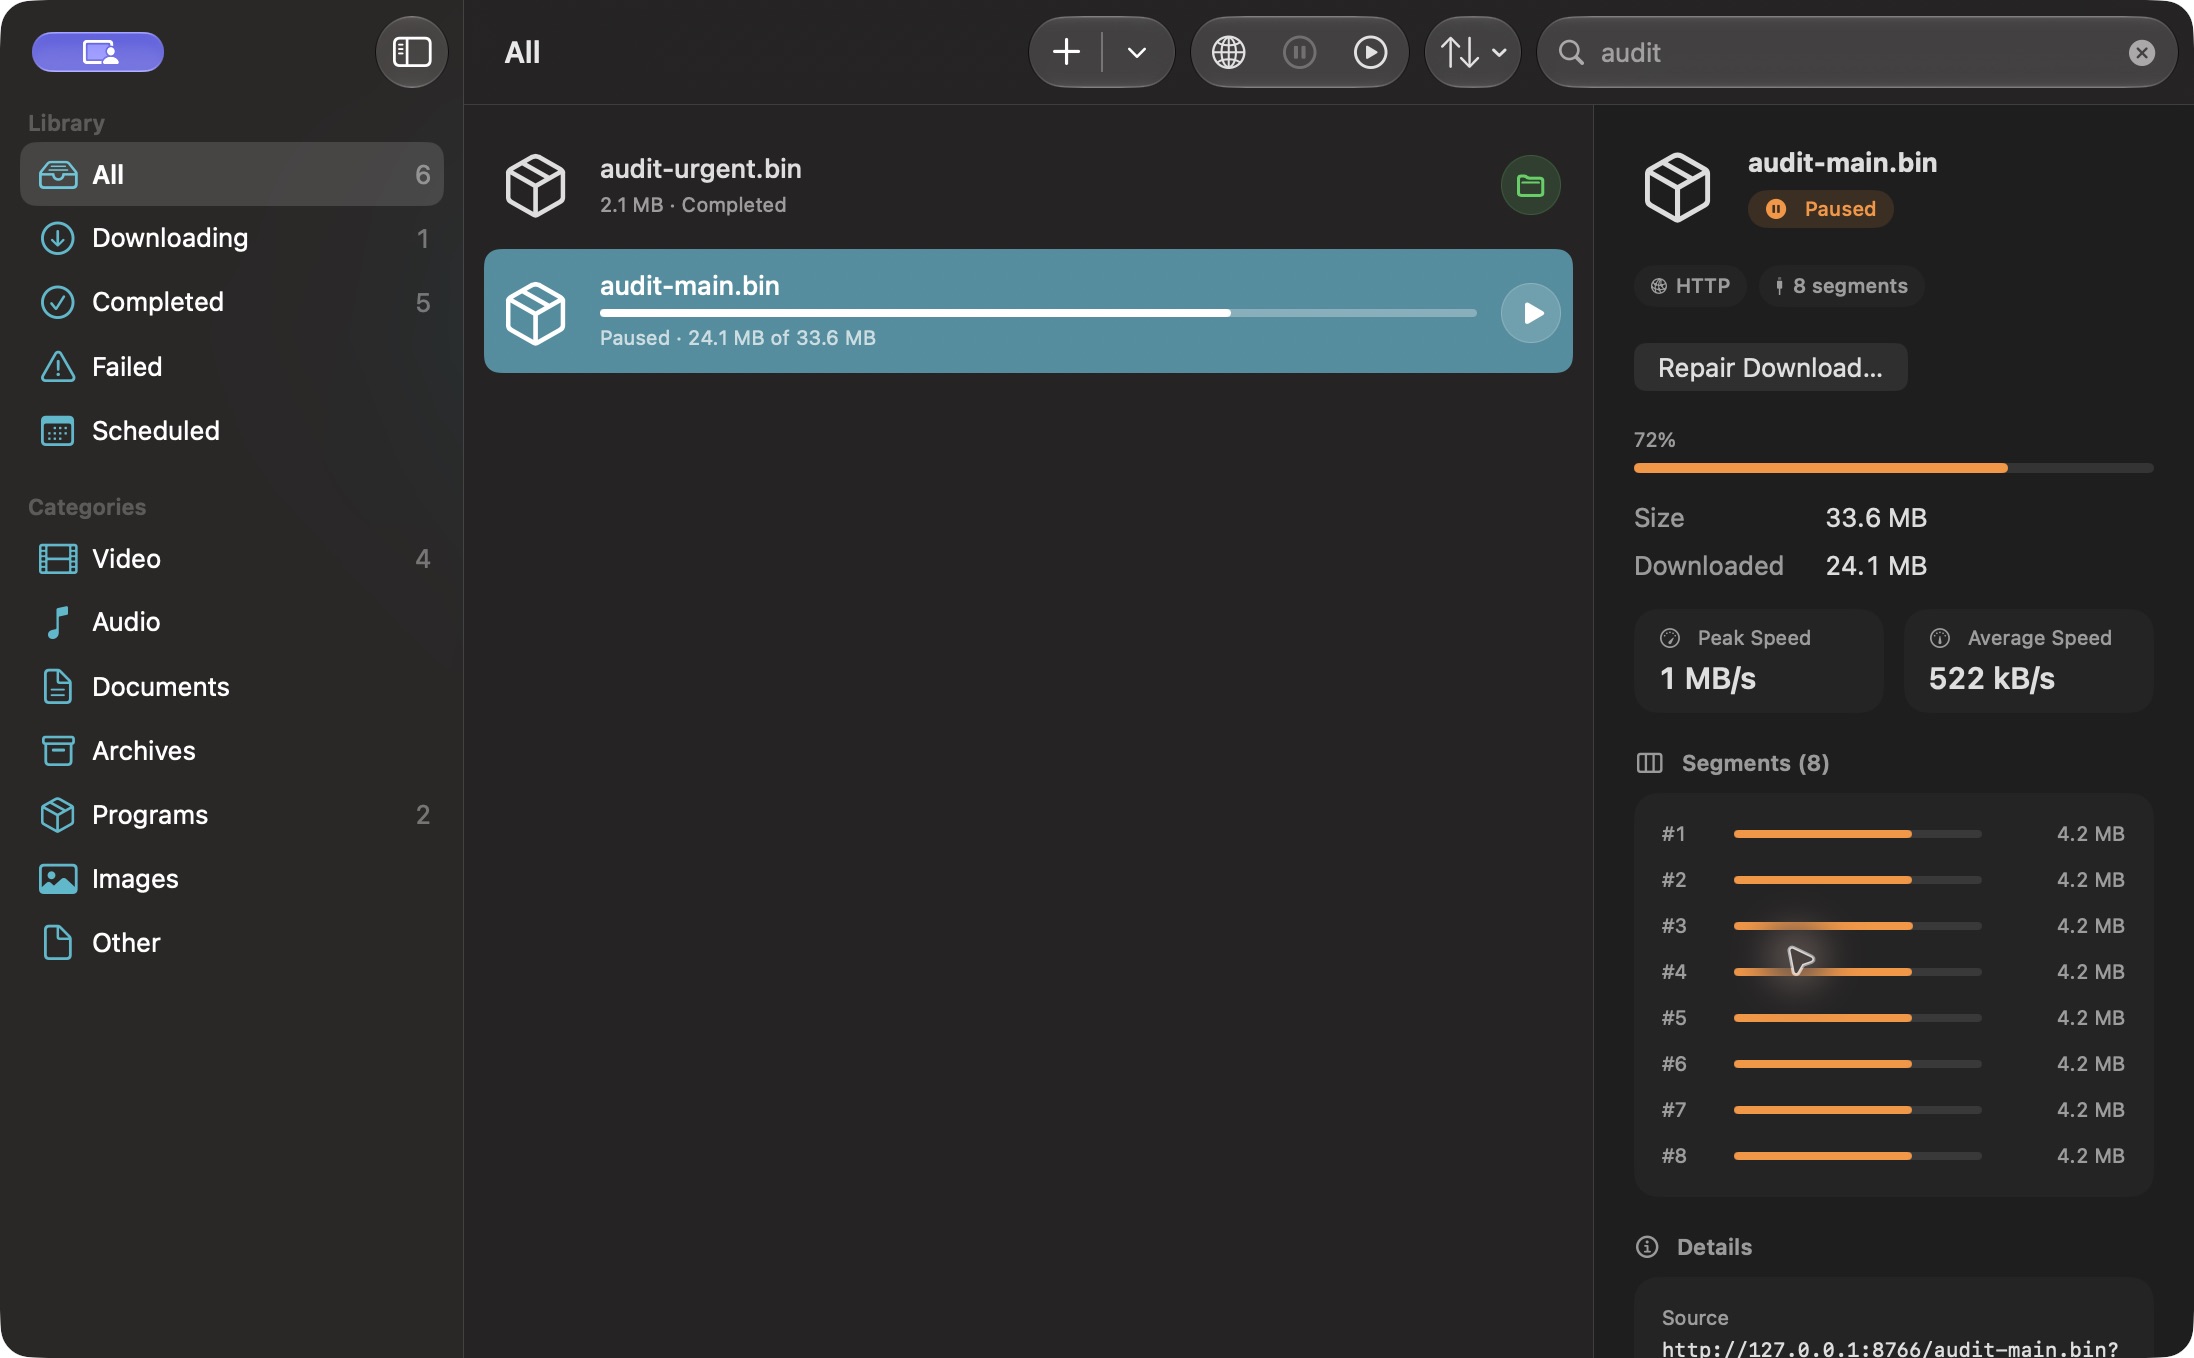 All
audit
Library
All 6
Downloading 1
Completed 5
Failed
Scheduled
Categories
Video 4
Audio
Documents
Archives
Programs 2
Images
Other
audit-urgent.bin
2.1 MB · Completed
audit-main.bin
Paused · 24.1 MB of 33.6 MB
audit-main.bin
Paused
HTTP
8 segments
Repair Download...
72%
Size 33.6 MB
Downloaded 24.1 MB
Peak Speed
1 MB/s
Average Speed
522 kB/s
Segments (8)
#1 4.2 MB
#2 4.2 MB
#3 4.2 MB
#4 4.2 MB
#5 4.2 MB
#6 4.2 MB
#7 4.2 MB
#8 4.2 MB
Details
Source
http://127.0.0.1:8766/audit-main.bin?